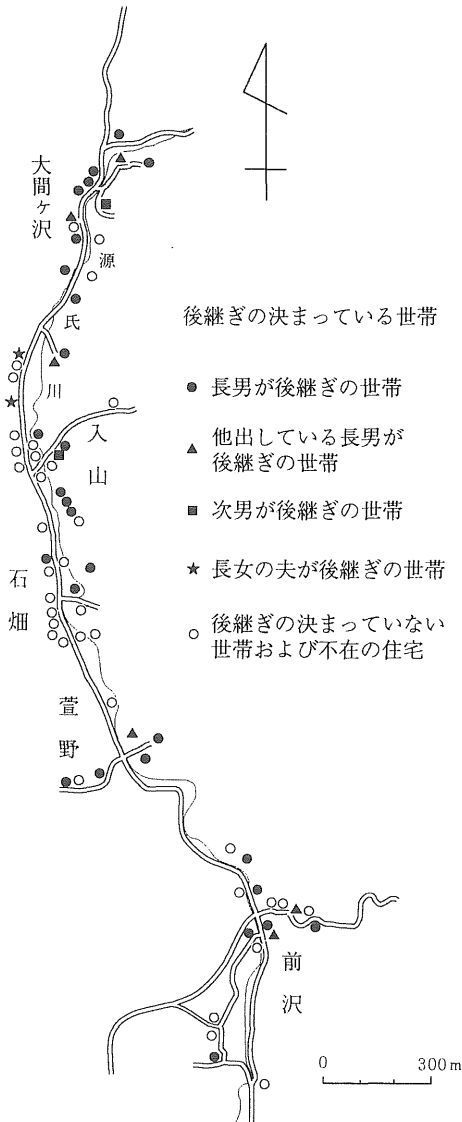 大間ヶ沢
源
氏
川
後継ぎの決まっている世帯
長男が後継ぎの世帯
他出している長男が
後継ぎの世帯
次男が後継ぎの世帯
長女の夫が後継ぎの世帯
後継ぎの決まっていない
世帯および不在の住宅
入山
石畑
萱野
前沢
0 300m